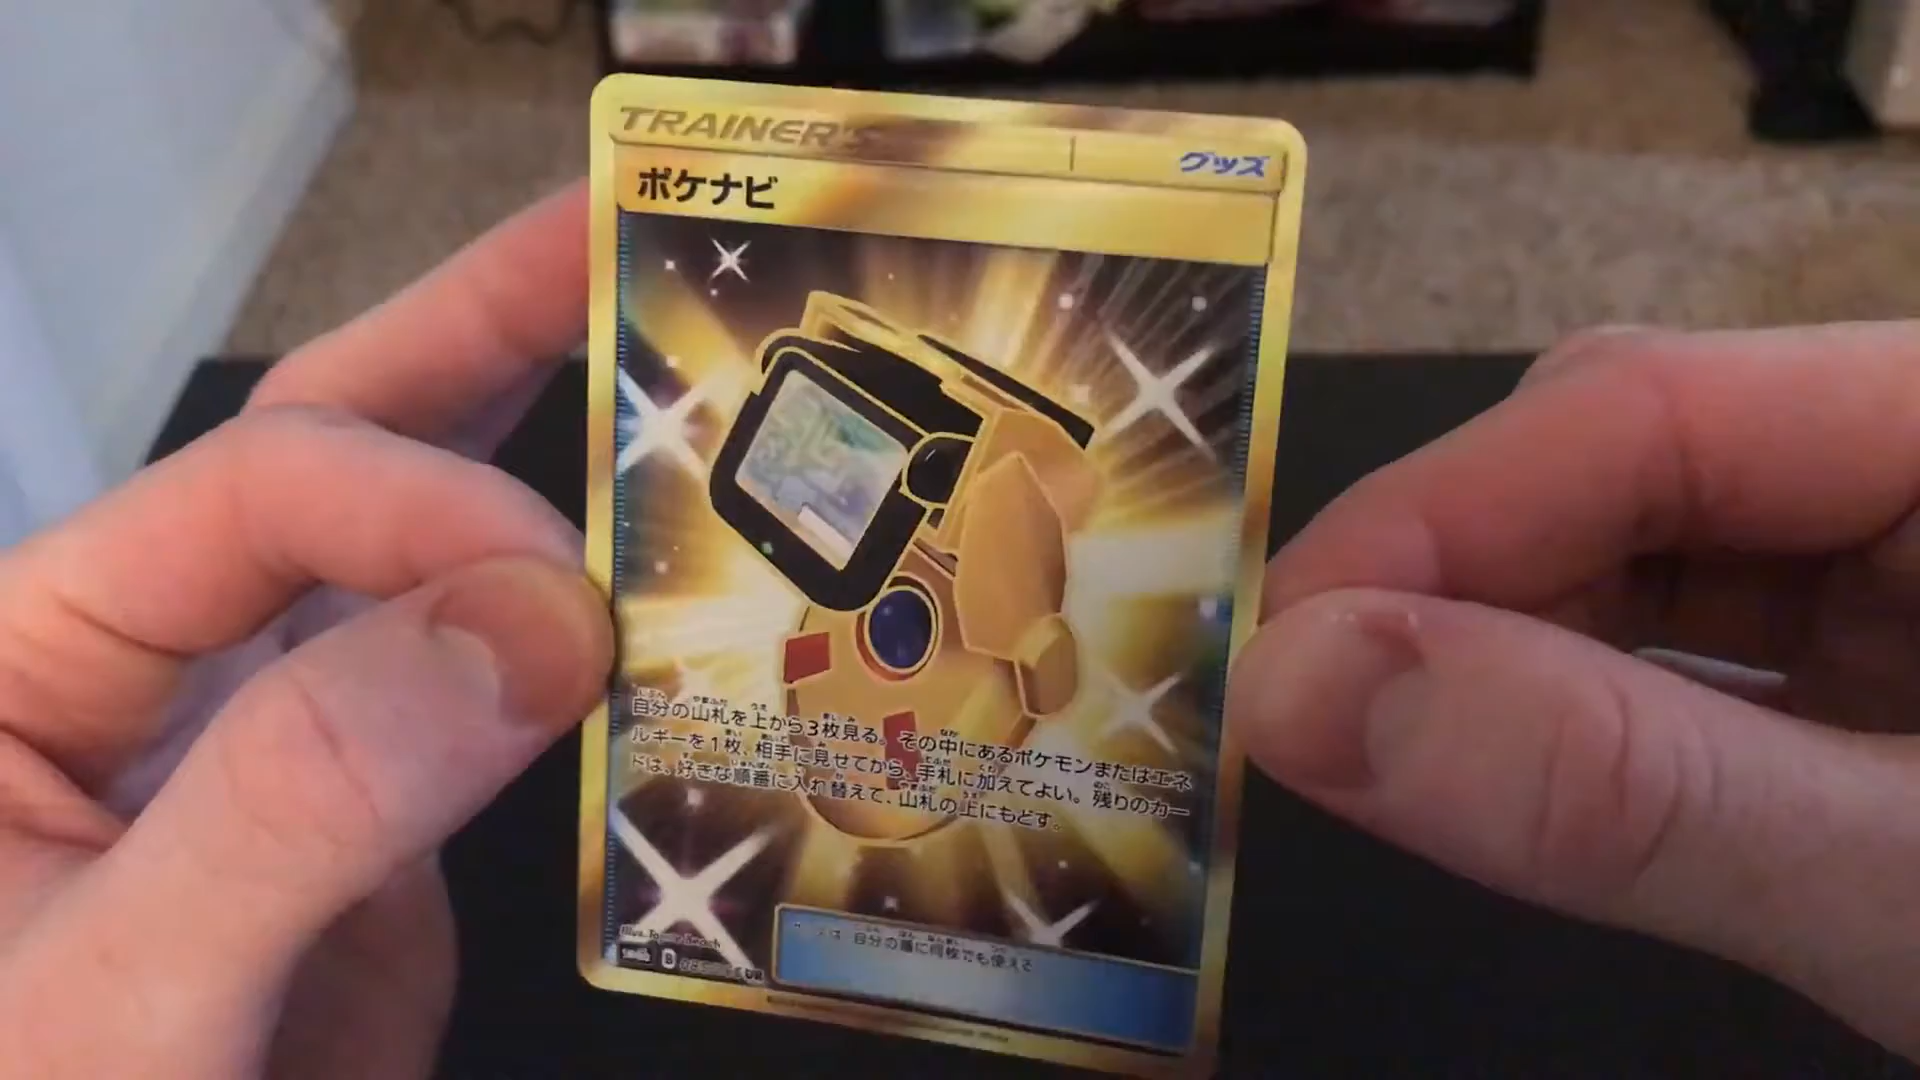 TRAINER'S
グッズ
ポケナビ
自分の山札を上から3枚見る。その中にあるポケモンまたはエネ
ルギーを1枚、相手に見せてから、手札に加えてよい。残りのカー
ドは、好きな順番に入れ替えて、山札の上にもどす。
自分の番に何枚でも使える
Illus.
B UR